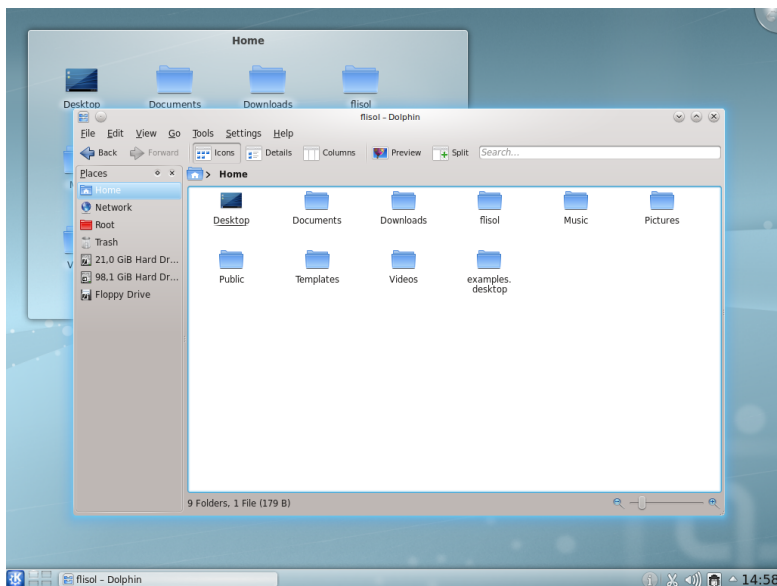 Home
Desktop Documents Downloads flisol
flisol – Dolphin
File Edit View Go Tools Settings Help
Back Forward Icons Details Columns Preview Split Search...
Places
Home
Home
Network
Root
Trash
21,0 GiB Hard Dr...
98,1 GiB Hard Dr...
Floppy Drive
Desktop Documents Downloads flisol Music Pictures
Public Templates Videos examples.
desktop
9 Folders, 1 File (179 B)
flisol – Dolphin
14:58